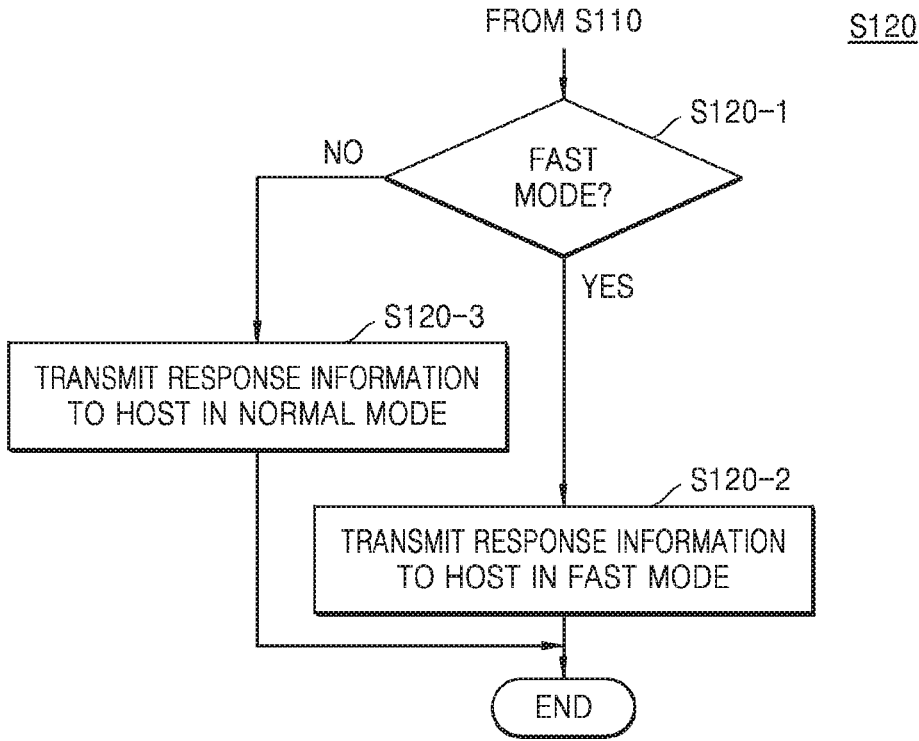 FROM S110
S120
S120-1
FAST
MODE?
NO
YES
S120-3
TRANSMIT RESPONSE INFORMATION
TO HOST IN NORMAL MODE
S120-2
TRANSMIT RESPONSE INFORMATION
TO HOST IN FAST MODE
END